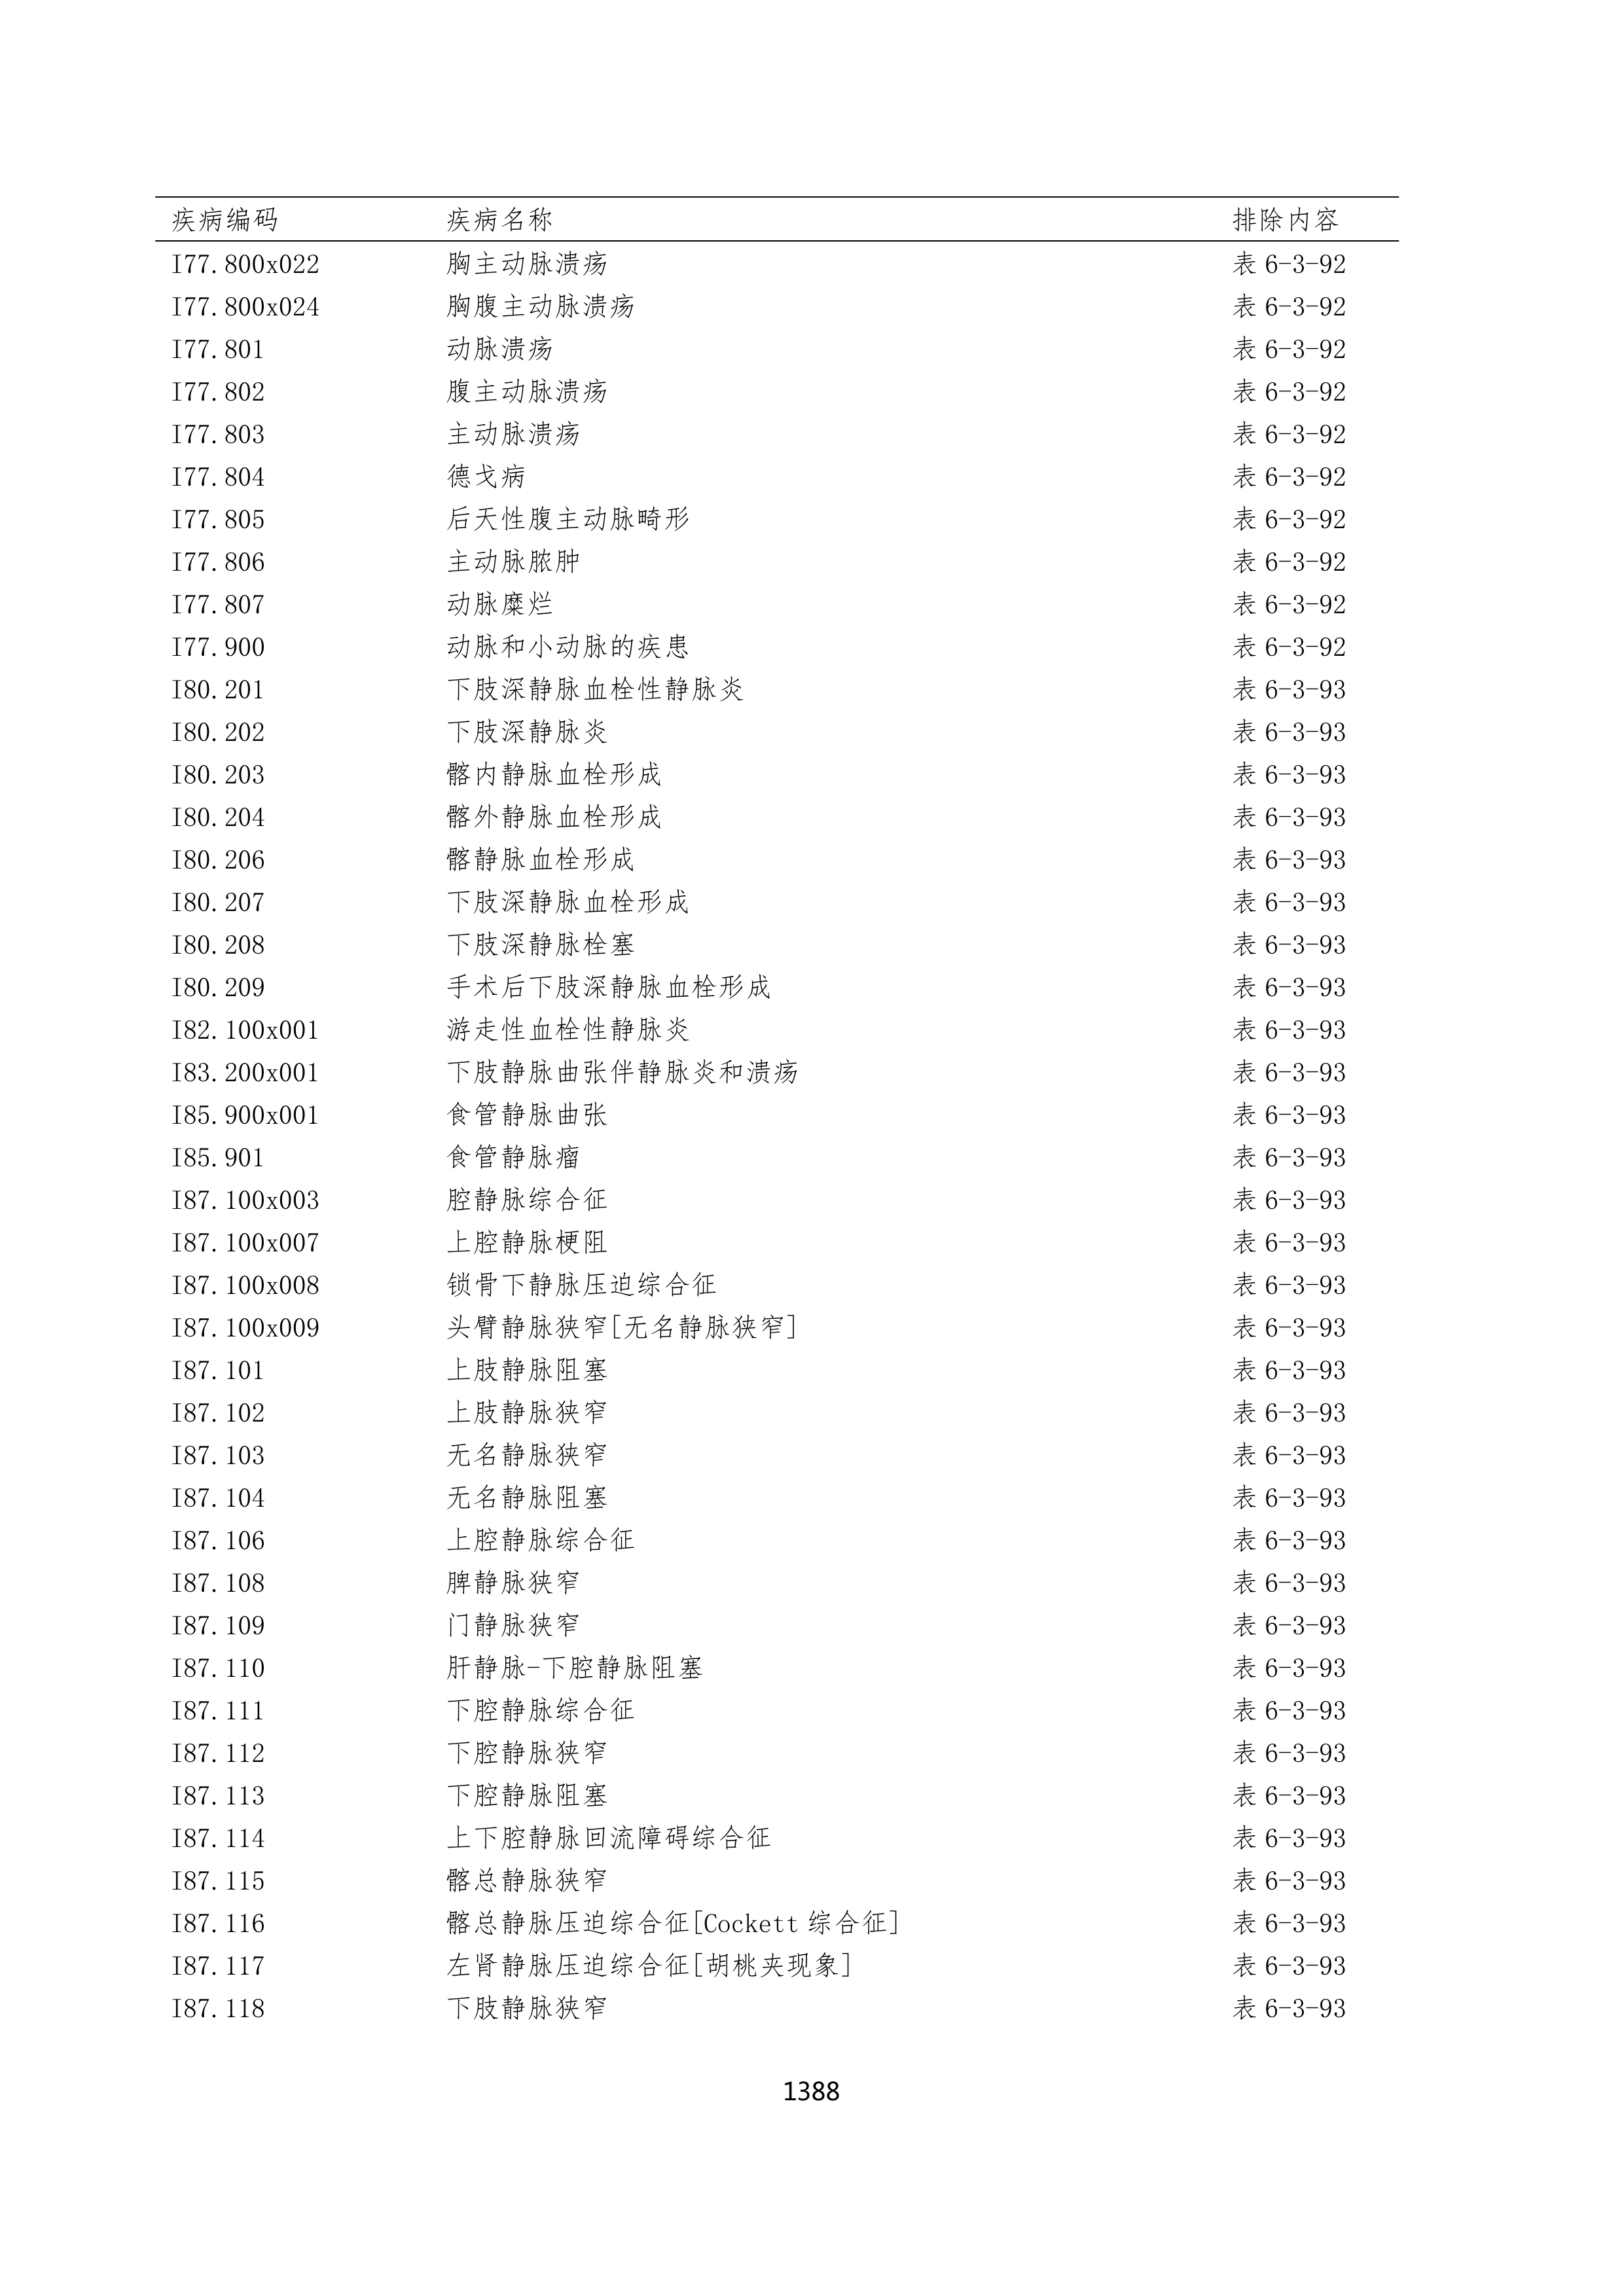 疾病编码 疾病名称 排除内容
I77.800x022 胸主动脉溃疡 表 6-3-92
I77.800x024 胸腹主动脉溃疡 表 6-3-92
I77.801 动脉溃疡 表 6-3-92
I77.802 腹主动脉溃疡 表 6-3-92
I77.803 主动脉溃疡 表 6-3-92
I77.804 德戈病 表 6-3-92
I77.805 后天性腹主动脉畸形 表 6-3-92
I77.806 主动脉脓肿 表 6-3-92
I77.807 动脉糜烂 表 6-3-92
I77.900 动脉和小动脉的疾患 表 6-3-92
I80.201 下肢深静脉血栓性静脉炎 表 6-3-93
I80.202 下肢深静脉炎 表 6-3-93
I80.203 髂内静脉血栓形成 表 6-3-93
I80.204 髂外静脉血栓形成 表 6-3-93
I80.206 髂静脉血栓形成 表 6-3-93
I80.207 下肢深静脉血栓形成 表 6-3-93
I80.208 下肢深静脉栓塞 表 6-3-93
I80.209 手术后下肢深静脉血栓形成 表 6-3-93
I82.100x001 游走性血栓性静脉炎 表 6-3-93
I83.200x001 下肢静脉曲张伴静脉炎和溃疡 表 6-3-93
I85.900x001 食管静脉曲张 表 6-3-93
I85.901 食管静脉瘤 表 6-3-93
I87.100x003 腔静脉综合征 表 6-3-93
I87.100x007 上腔静脉梗阻 表 6-3-93
I87.100x008 锁骨下静脉压迫综合征 表 6-3-93
I87.100x009 头臂静脉狭窄[无名静脉狭窄] 表 6-3-93
I87.101 上肢静脉阻塞 表 6-3-93
I87.102 上肢静脉狭窄 表 6-3-93
I87.103 无名静脉狭窄 表 6-3-93
I87.104 无名静脉阻塞 表 6-3-93
I87.106 上腔静脉综合征 表 6-3-93
I87.108 脾静脉狭窄 表 6-3-93
I87.109 门静脉狭窄 表 6-3-93
I87.110 肝静脉-下腔静脉阻塞 表 6-3-93
I87.111 下腔静脉综合征 表 6-3-93
I87.112 下腔静脉狭窄 表 6-3-93
I87.113 下腔静脉阻塞 表 6-3-93
I87.114 上下腔静脉回流障碍综合征 表 6-3-93
I87.115 髂总静脉狭窄 表 6-3-93
I87.116 髂总静脉压迫综合征[Cockett 综合征] 表 6-3-93
I87.117 左肾静脉压迫综合征[胡桃夹现象] 表 6-3-93
I87.118 下肢静脉狭窄 表 6-3-93
1388